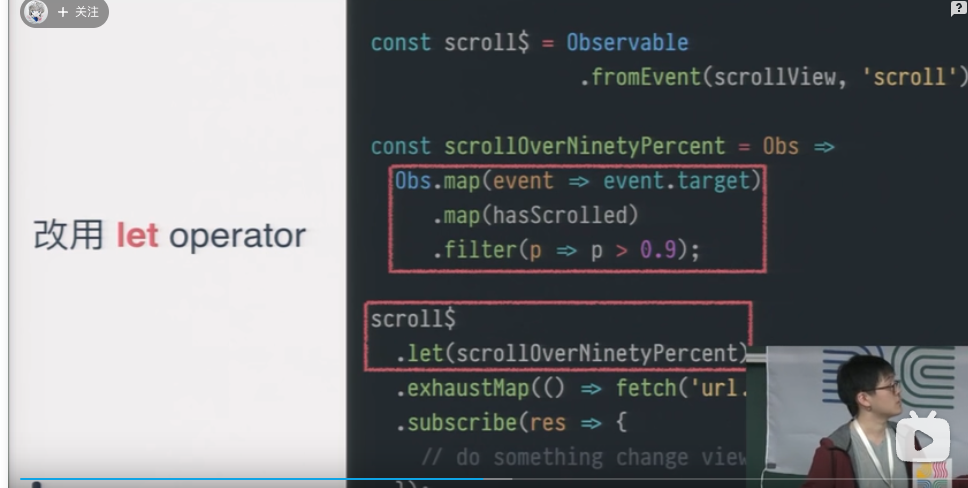 + 关注
?
改用 let operator
const scroll$ = Observable
.fromEvent(scrollView, 'scroll')
const scrollOverNinetyPercent = Obs =>
Obs.map(event => event.target)
.map(hasScrolled)
.filter(p => p > 0.9);
scroll$
.let(scrollOverNinetyPercent)
.exhaustMap(() => fetch('url.
.subscribe(res => {
// do something change view
});